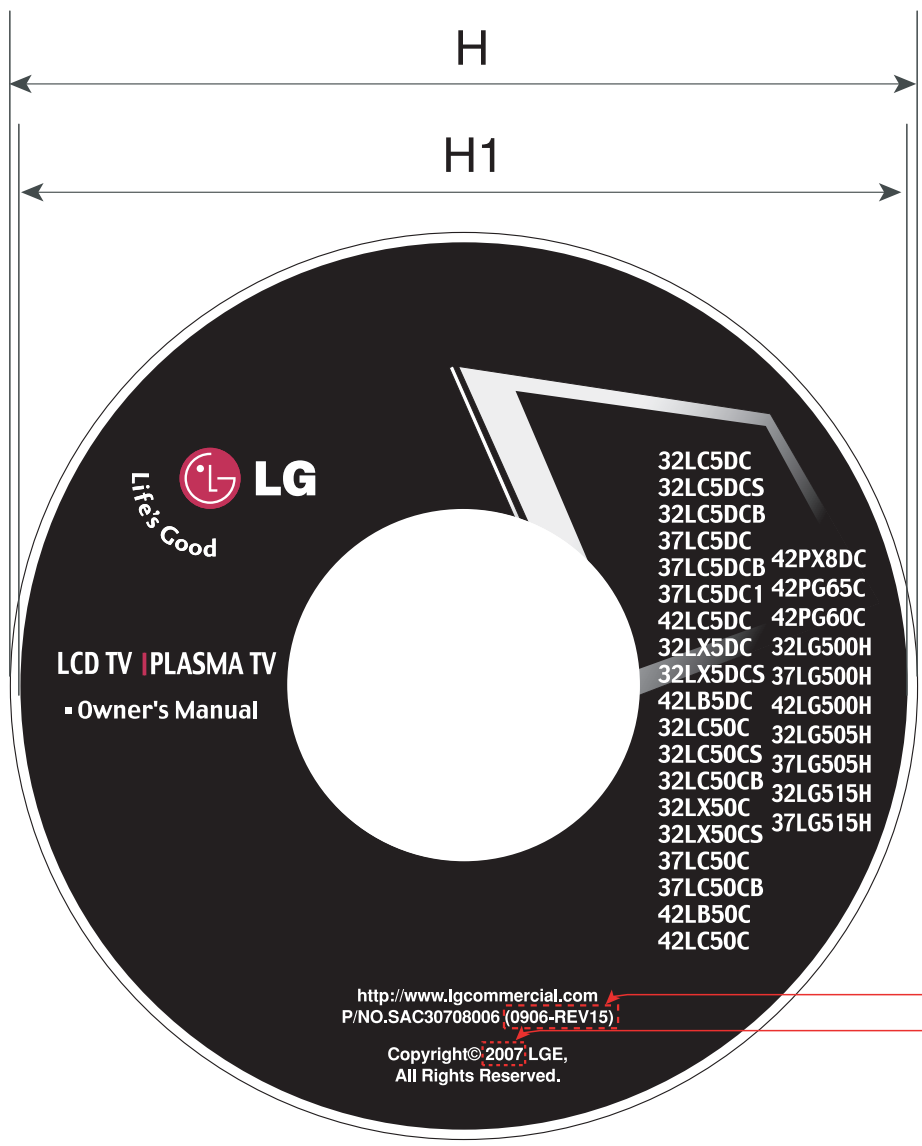 H
H1
LG
Life's Good
LCD TV | PLASMA TV
▪ Owner's Manual
32LC5DC
32LC5DCS
32LC5DCB
37LC5DC
37LC5DCB
37LC5DC1
42LC5DC
32LX5DC
32LX5DCS
42LB5DC
32LC50C
32LC50CS
32LC50CB
32LX50C
32LX50CS
37LC50C
37LC50CB
42LB50C
42LC50C
42PX8DC
42PG65C
42PG60C
32LG500H
37LG500H
42LG500H
32LG505H
37LG505H
32LG515H
37LG515H
http://www.lgcommercial.com
P/NO.SAC30708006 (0906-REV15)
Copyright© 2007 LGE,
All Rights Reserved.